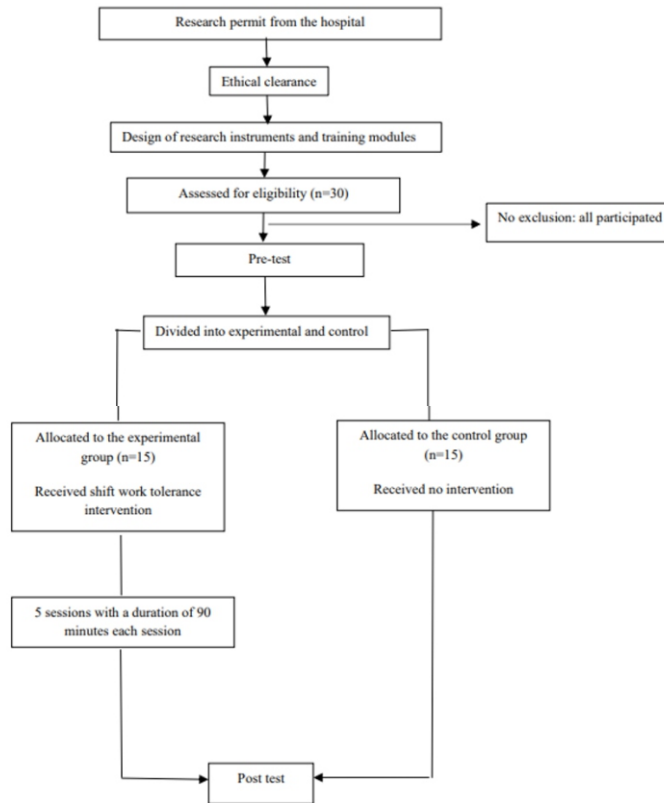 Research permit from the hospital
Ethical clearance
Design of research instruments and training modules
Assessed for eligibility (n=30)
No exclusion: all participated
Pre-test
Divided into experimental and control
Allocated to the experimental
group (n=15)
Received shift work tolerance
intervention
Allocated to the control group
(n=15)
Received no intervention
5 sessions with a duration of 90
minutes each session
Post test